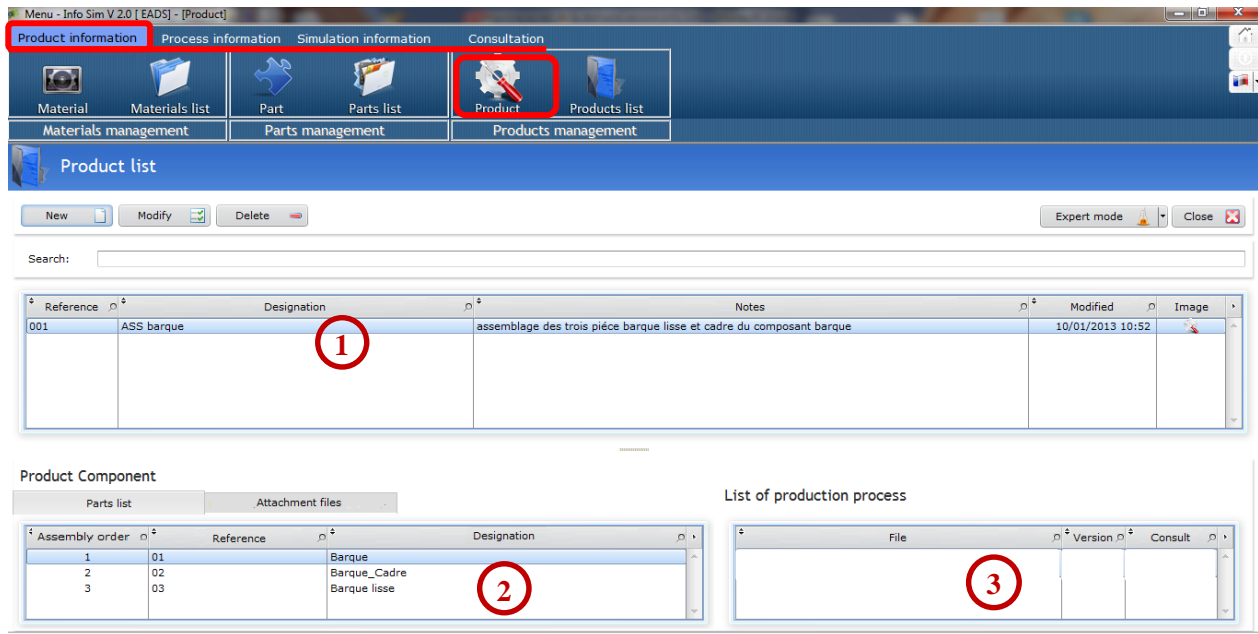 Menu - Info Sim V 2.0 [ EADS] - [Product]
Product information Process information Simulation information Consultation
Material Materials list Part Parts list Product Products list
Materials management Parts management Products management
Product list
New Modify Delete Expert mode Close
Search:
Reference Designation Notes Modified Image
001 ASS barque assemblage des trois piéce barque lisse et cadre du composant barque 10/01/2013 10:52
1
Product Component
Parts list Attachment files
List of production process
Assembly order Reference Designation
1 01 Barque
2 02 Barque_Cadre
3 03 Barque lisse
2
File Version Consult
3